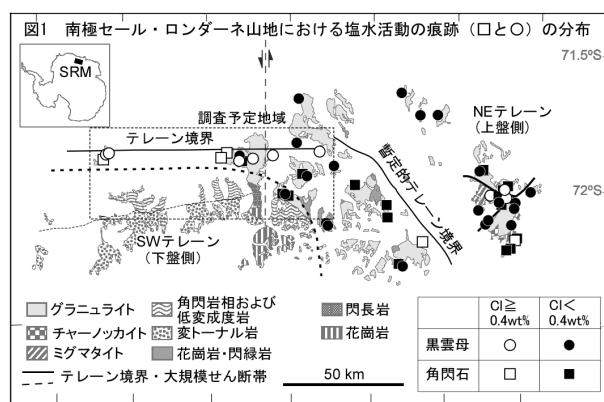 図1 南極セール・ロンダーネ山地における塩水活動の痕跡（□と○）の分布
SRM
71.5ºS
調査予定地域
NEテレーン
（上盤側）
テレーン境界
暫定的テレーン境界
72ºS
SWテレーン
（下盤側）
グラニュライト
角閃岩相および
低変成度岩
閃長岩
チャーノッカイト
変トーナル岩
花崗岩
ミグマタイト
花崗岩・閃緑岩
テレーン境界・大規模せん断帯
50 km
Cl≧
0.4wt%
Cl＜
0.4wt%
黒雲母
角閃石